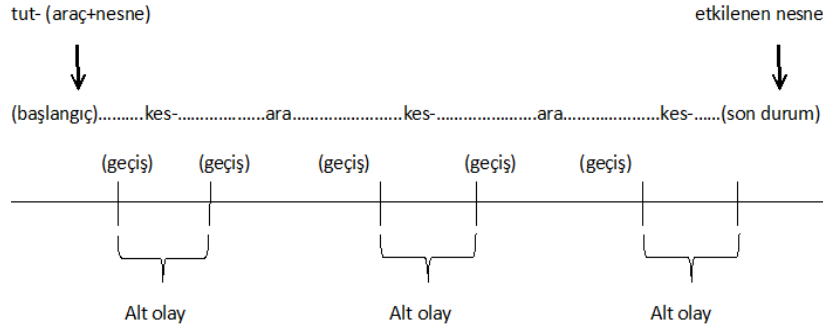 tut- (araç+nesne) etkilenen nesne
(başlangıç)..........kes-...................ara........................kes-......................ara.....................kes-......(son durum)
(geçiş) (geçiş) (geçiş) (geçiş) (geçiş)
Alt olay Alt olay Alt olay